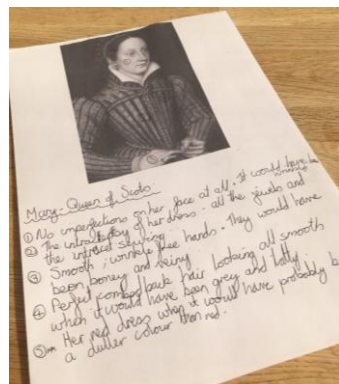 Mary- Queen of Scots.
① No imperfections on her face at all. It would have been
② The intricacy of her dress. all the jewels and
the intricet sewing.
③ Smooth, wrinkle free hands. They would have
been boney and veiny
④ Perfect combed back hair looking all smooth
when it would have been grey and tatty.
⑤ Her red dress when it would have probably b
a duller colour than red.